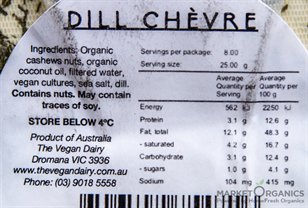 DILL CHÈVRE
Ingredients: Organic
cashews nuts, organic
coconut oil, filtered water,
vegan cultures, sea salt, dill.
Contains nuts. May contain
traces of soy.
STORE BELOW 4ºC
Product of Australia
The Vegan Dairy
Dromana VIC 3936
www.thevegandairy.com.au
Phone: (03) 9018 5558
Servings per package: 8.00
Serving size: 25.00 g
Average Quantity per Serving
Average Quantity per 100 g
Energy 562 kJ 2250 kJ
Protein 3.1 g 12.6 g
Fat, total 12.1 g 48.3 g
- saturated 4.2 g 16.7 g
Carbohydrate 3.1 g 12.4 g
- sugars 1.0 g 4.1 g
Sodium 104 mg 415 mg
MARKET ORGANICS
HomeFresh Organics